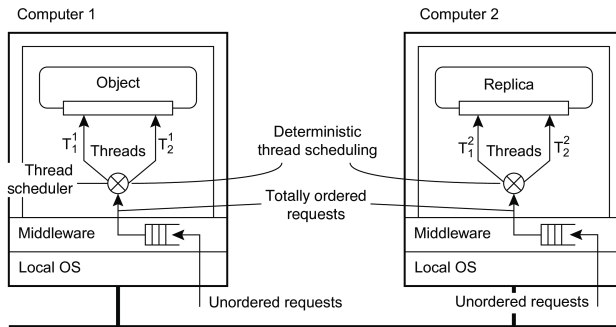 Computer 1
Computer 2
Object
Replica
T₁¹ Threads T₂¹
Deterministic
thread scheduling
T₁² Threads T₂²
Thread
scheduler
Totally ordered
requests
Middleware
Middleware
Local OS
Local OS
Unordered requests
Unordered requests